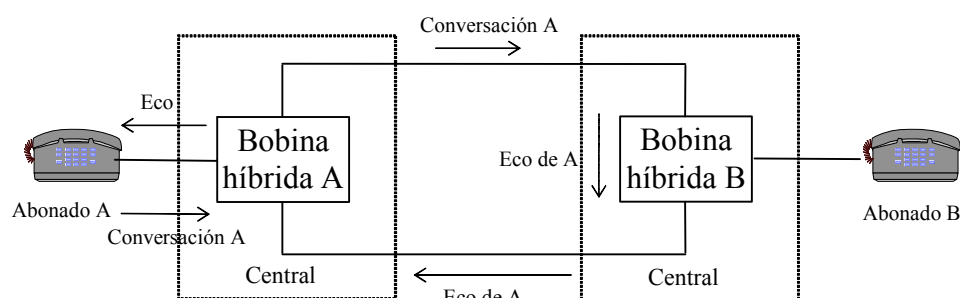 Conversación A
Eco
Bobina
híbrida A
Eco de A
Bobina
híbrida B
Abonado A
Abonado B
Conversación A
Central
Central
Eco de A